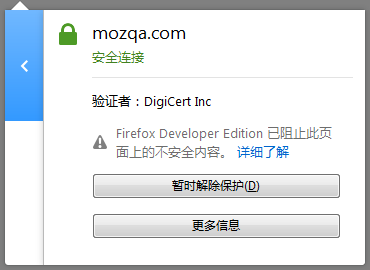 mozqa.com
安全连接
验证者：DigiCert Inc
Firefox Developer Edition 已阻止此页
面上的不安全内容。 详细了解
暂时解除保护(D)
更多信息